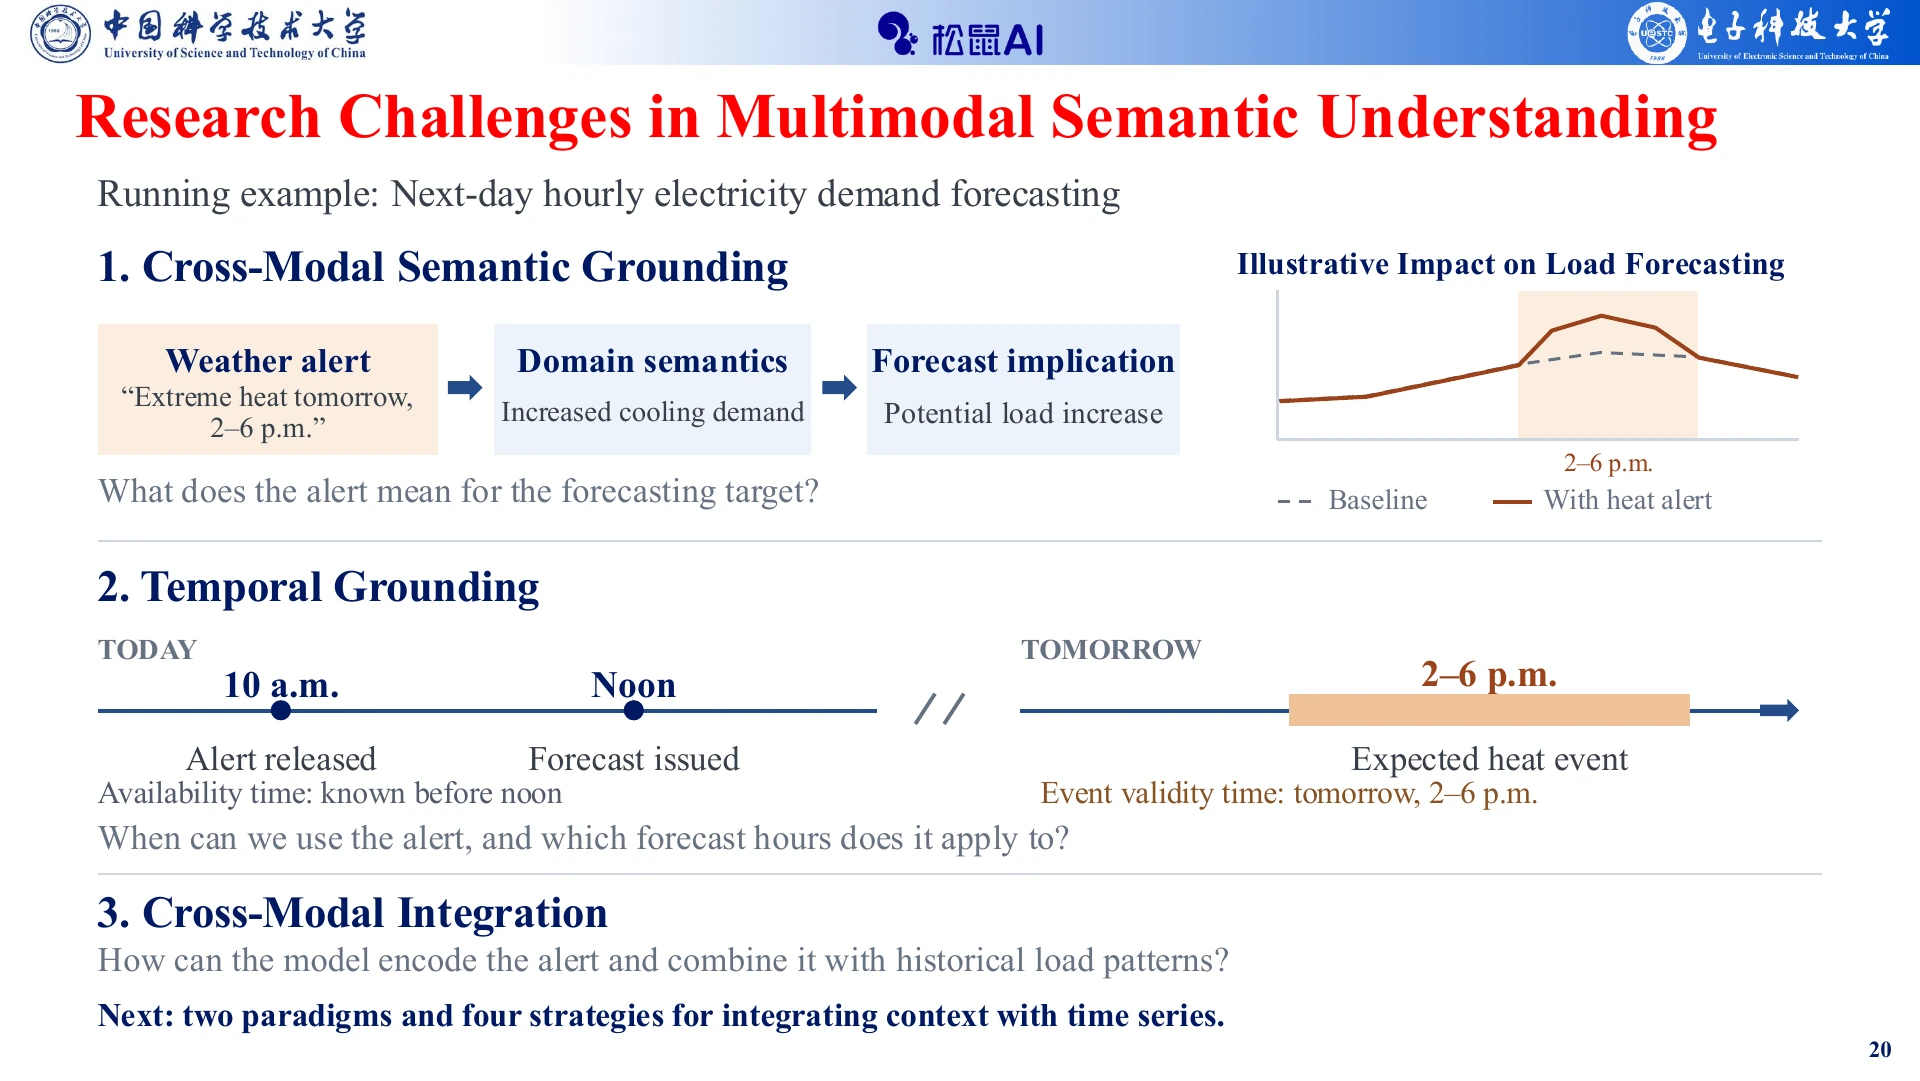 中国科学技术大学
University of Science and Technology of China
松鼠AI
电子科技大学
University of Electronic Science and Technology of China
Research Challenges in Multimodal Semantic Understanding
Running example: Next-day hourly electricity demand forecasting
1. Cross-Modal Semantic Grounding
Weather alert
“Extreme heat tomorrow,
2–6 p.m.”
Domain semantics
Increased cooling demand
Forecast implication
Potential load increase
What does the alert mean for the forecasting target?
Illustrative Impact on Load Forecasting
2–6 p.m.
Baseline
With heat alert
2. Temporal Grounding
TODAY
10 a.m.
Noon
Alert released
Forecast issued
Availability time: known before noon
TOMORROW
2–6 p.m.
Expected heat event
Event validity time: tomorrow, 2–6 p.m.
When can we use the alert, and which forecast hours does it apply to?
3. Cross-Modal Integration
How can the model encode the alert and combine it with historical load patterns?
Next: two paradigms and four strategies for integrating context with time series.
20